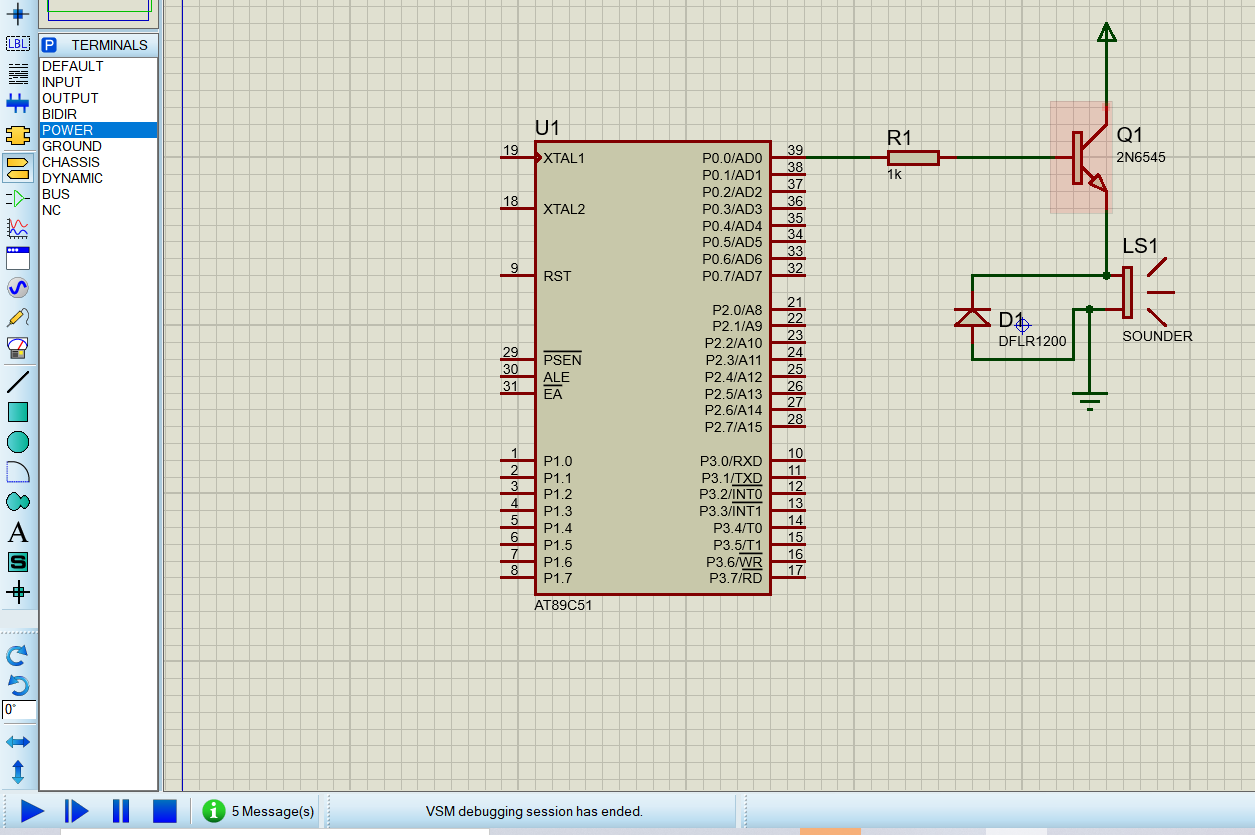 LBL
P TERMINALS
DEFAULT
INPUT
OUTPUT
BIDIR
POWER
GROUND
CHASSIS
DYNAMIC
BUS
NC
A
S
0°
U1
19 XTAL1
18 XTAL2
9 RST
29 PSEN
30 ALE
31 EA
1 P1.0
2 P1.1
3 P1.2
4 P1.3
5 P1.4
6 P1.5
7 P1.6
8 P1.7
P0.0/AD0 39
P0.1/AD1 38
P0.2/AD2 37
P0.3/AD3 36
P0.4/AD4 35
P0.5/AD5 34
P0.6/AD6 33
P0.7/AD7 32
P2.0/A8 21
P2.1/A9 22
P2.2/A10 23
P2.3/A11 24
P2.4/A12 25
P2.5/A13 26
P2.6/A14 27
P2.7/A15 28
P3.0/RXD 10
P3.1/TXD 11
P3.2/INT0 12
P3.3/INT1 13
P3.4/T0 14
P3.5/T1 15
P3.6/WR 16
P3.7/RD 17
AT89C51
R1
1k
Q1
2N6545
LS1
SOUNDER
D1
DFLR1200
5 Message(s)
VSM debugging session has ended.